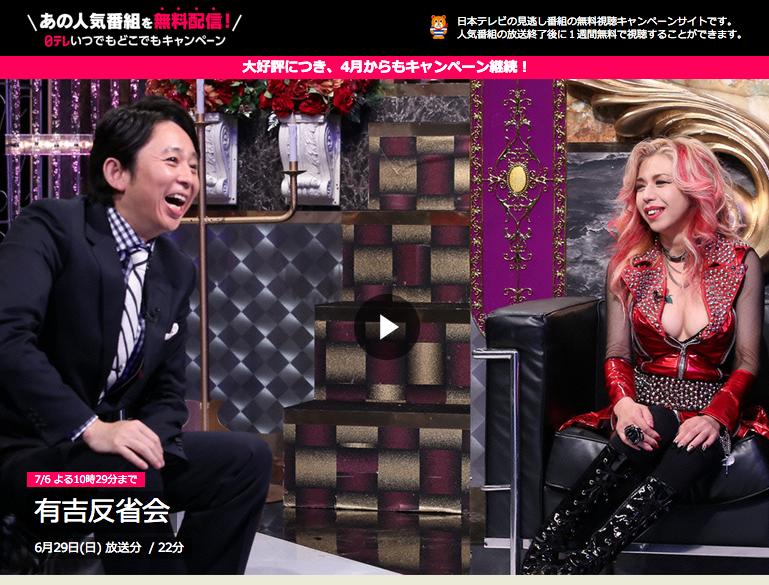 あの人気番組を無料配信!
日テレいつでもどこでもキャンペーン
日本テレビの見逃し番組の無料視聴キャンペーンサイトです。
人気番組の放送終了後に1週間無料で視聴することができます。
大好評につき、4月からもキャンペーン継続!
7/6 よる10時29分まで
有吉反省会
6月29日(日) 放送分 / 22分